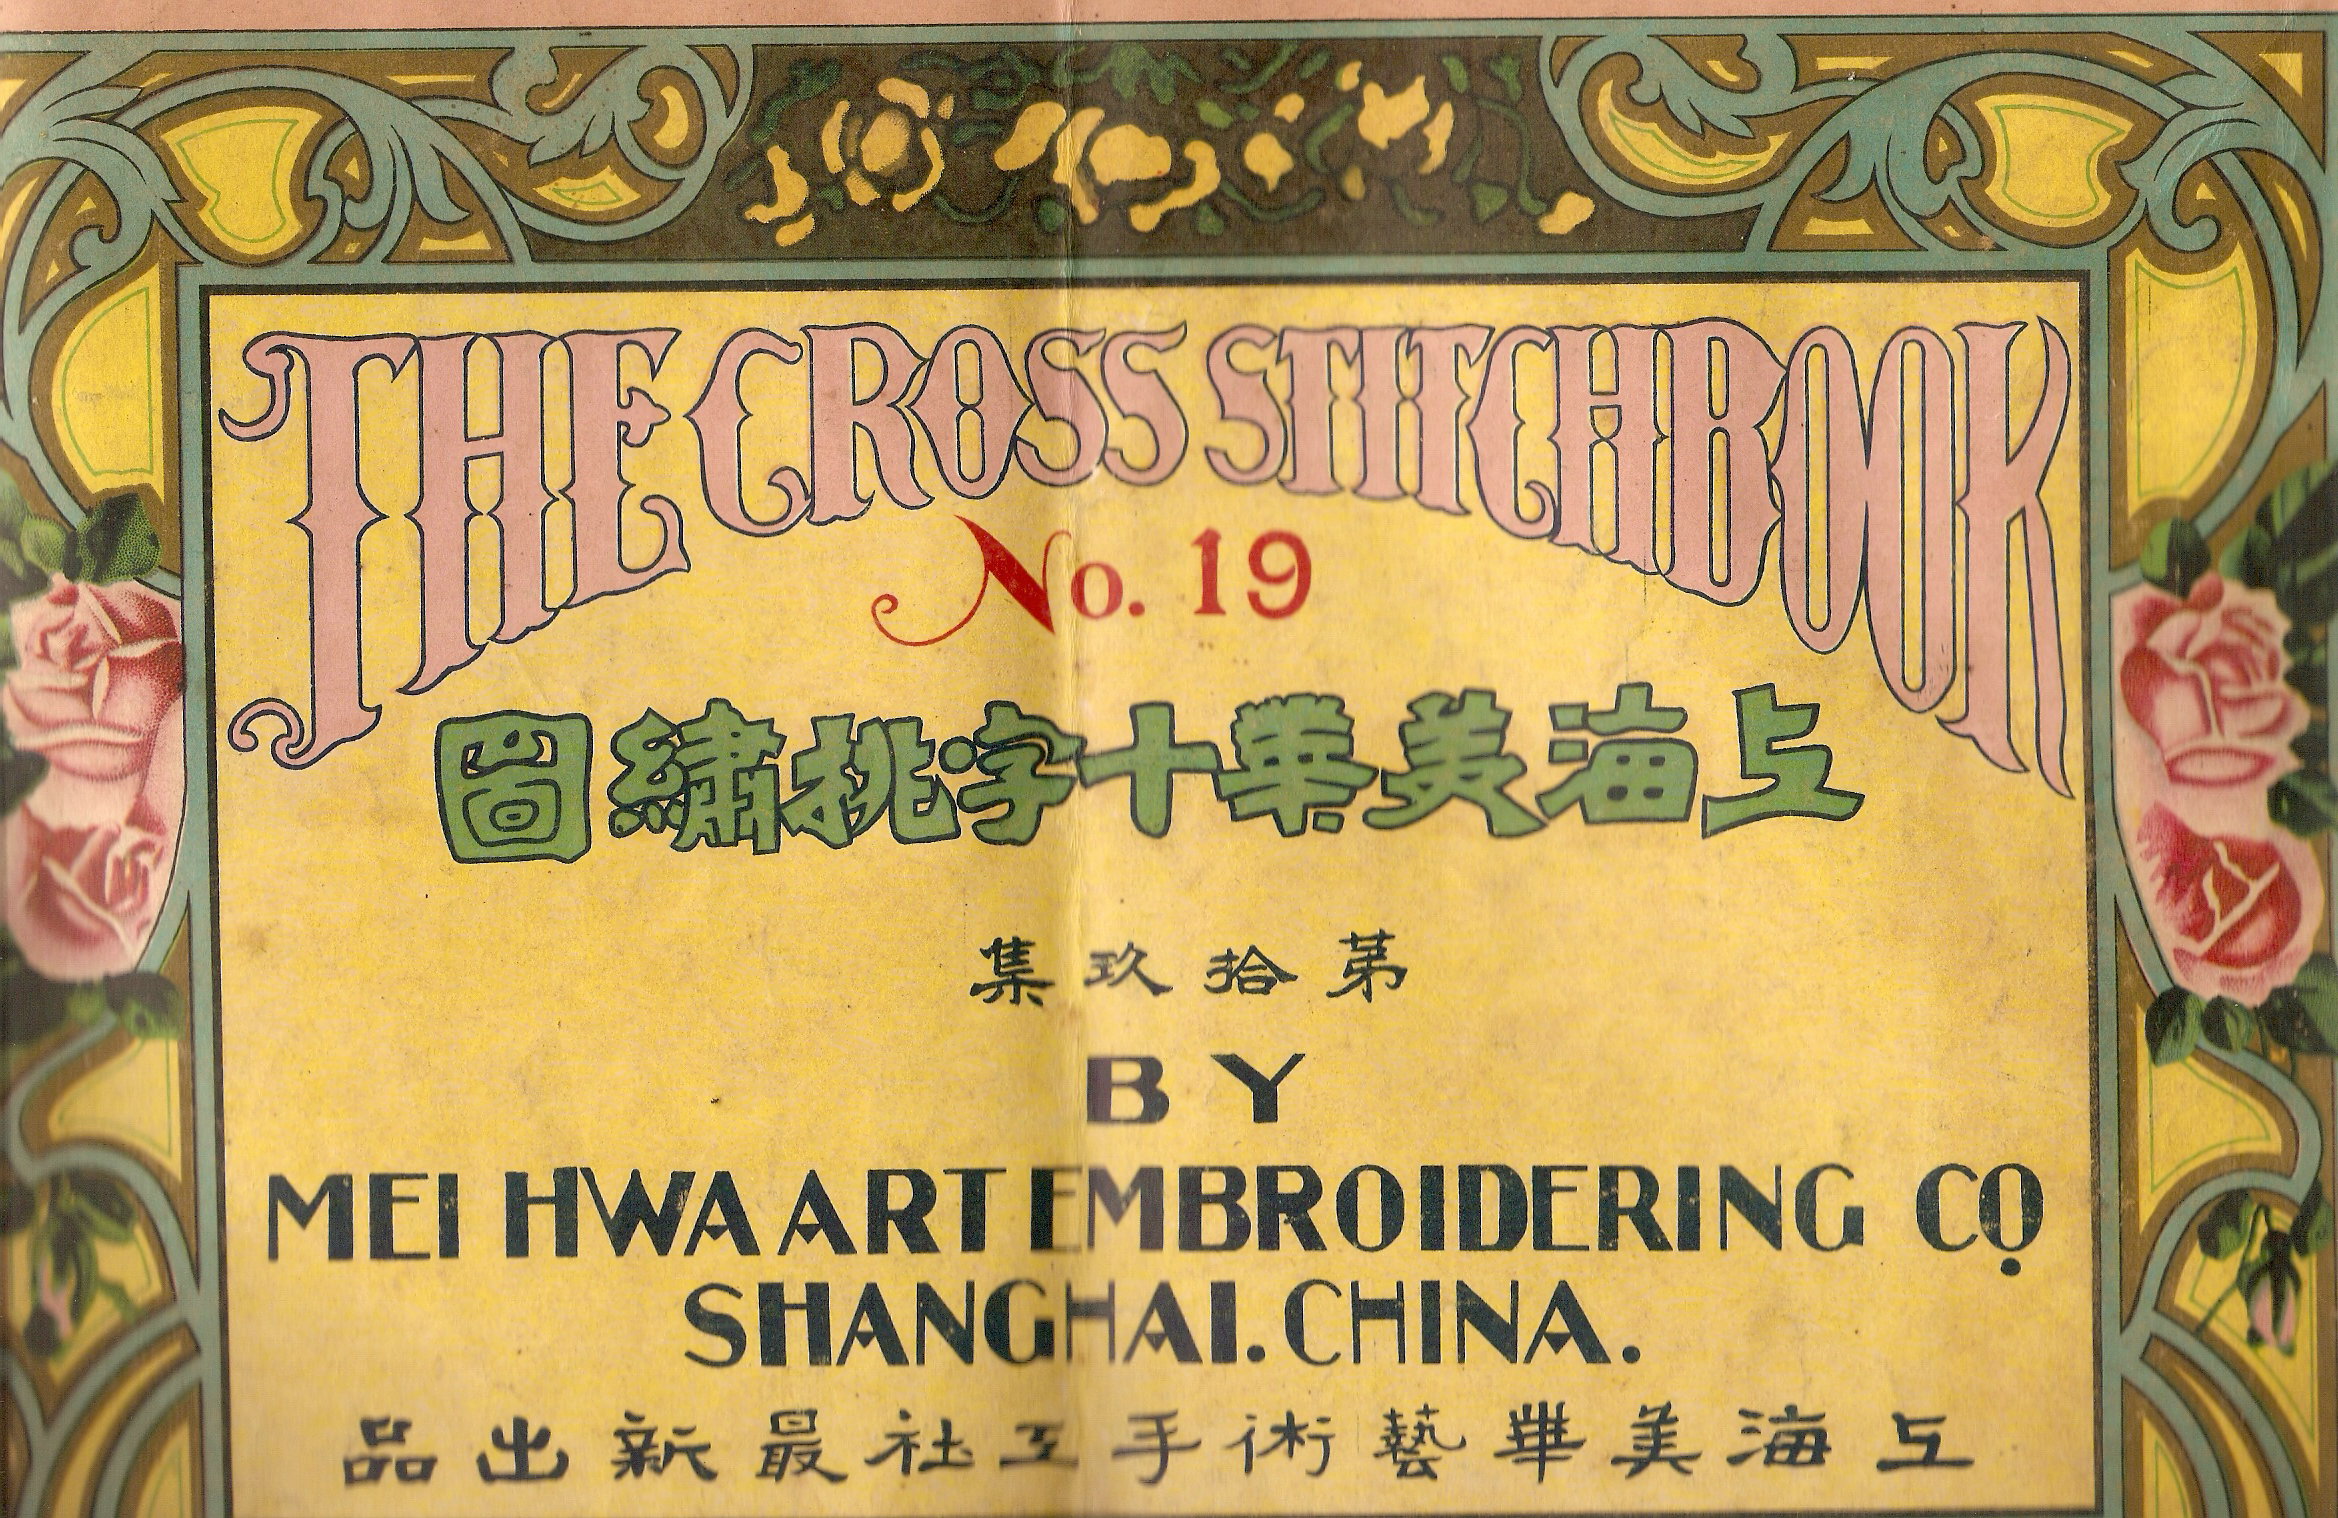 THE CROSS STITCH BOOK
No. 19
上海美華十字挑繡圖
第拾玖集
BY
MEI HWA ART EMBROIDERING CO.
SHANGHAI. CHINA.
上海美華藝術手工社最新出品